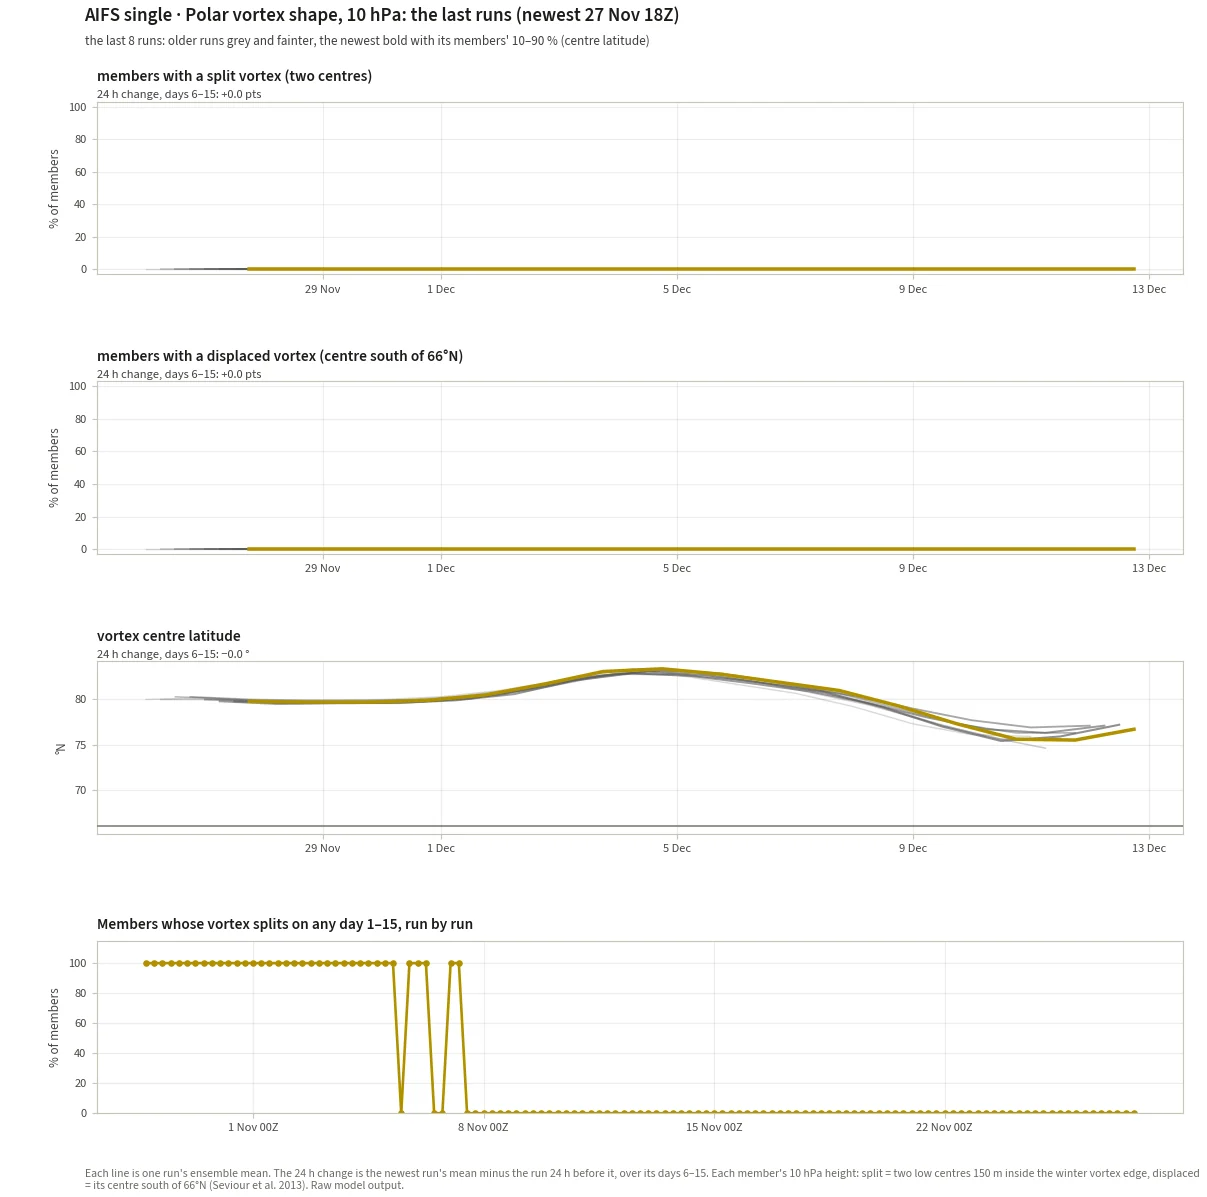 AIFS single · Polar vortex shape, 10 hPa: the last runs (newest 27 Nov 18Z)
the last 8 runs: older runs grey and fainter, the newest bold with its members' 10–90 % (centre latitude)
members with a split vortex (two centres)
24 h change, days 6–15: +0.0 pts
100
80
60
40
20
0
% of members
29 Nov 1 Dec 5 Dec 9 Dec 13 Dec
members with a displaced vortex (centre south of 66°N)
24 h change, days 6–15: +0.0 pts
100
80
60
40
20
0
% of members
29 Nov 1 Dec 5 Dec 9 Dec 13 Dec
vortex centre latitude
24 h change, days 6–15: −0.0 °
80
75
70
°N
29 Nov 1 Dec 5 Dec 9 Dec 13 Dec
Members whose vortex splits on any day 1–15, run by run
100
80
60
40
20
0
% of members
1 Nov 00Z 8 Nov 00Z 15 Nov 00Z 22 Nov 00Z
Each line is one run's ensemble mean. The 24 h change is the newest run's mean minus the run 24 h before it, over its days 6–15. Each member's 10 hPa height: split = two low centres 150 m inside the winter vortex edge, displaced
= its centre south of 66°N (Seviour et al. 2013). Raw model output.